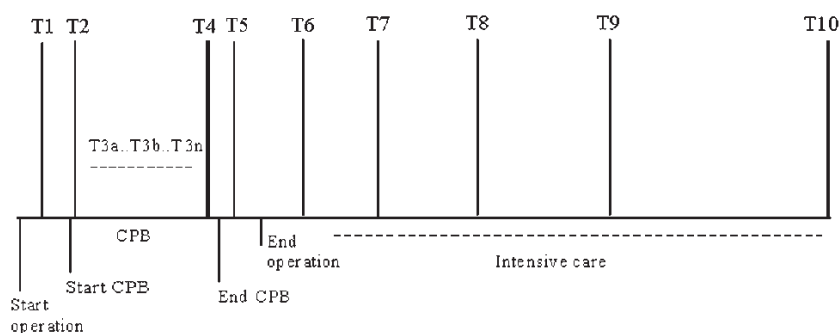 T1 T2 T4 T5 T6 T7 T8 T9 T10
T3a..T3b..T3n
CPB
End
operation
Intensive care
Start CPB
End CPB
Start
operation